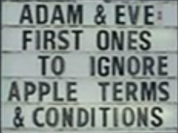 ADAM & EVE:
FIRST ONES
TO IGNORE
APPLE TERMS
& CONDITIONS